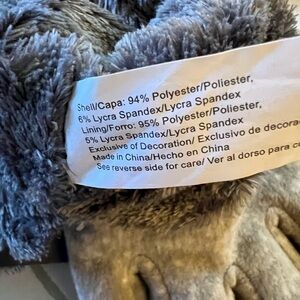 Shell/Capa: 94% Polyester/Poliester,
6% Lycra Spandex/Lycra Spandex
Lining/Forro: 95% Polyester/Poliester,
5% Lycra Spandex/Lycra Spandex
Exclusive of Decoration/ Exclusivo de decora
Made in China/Hecho en China
See reverse side for care/ Ver al dorso para c